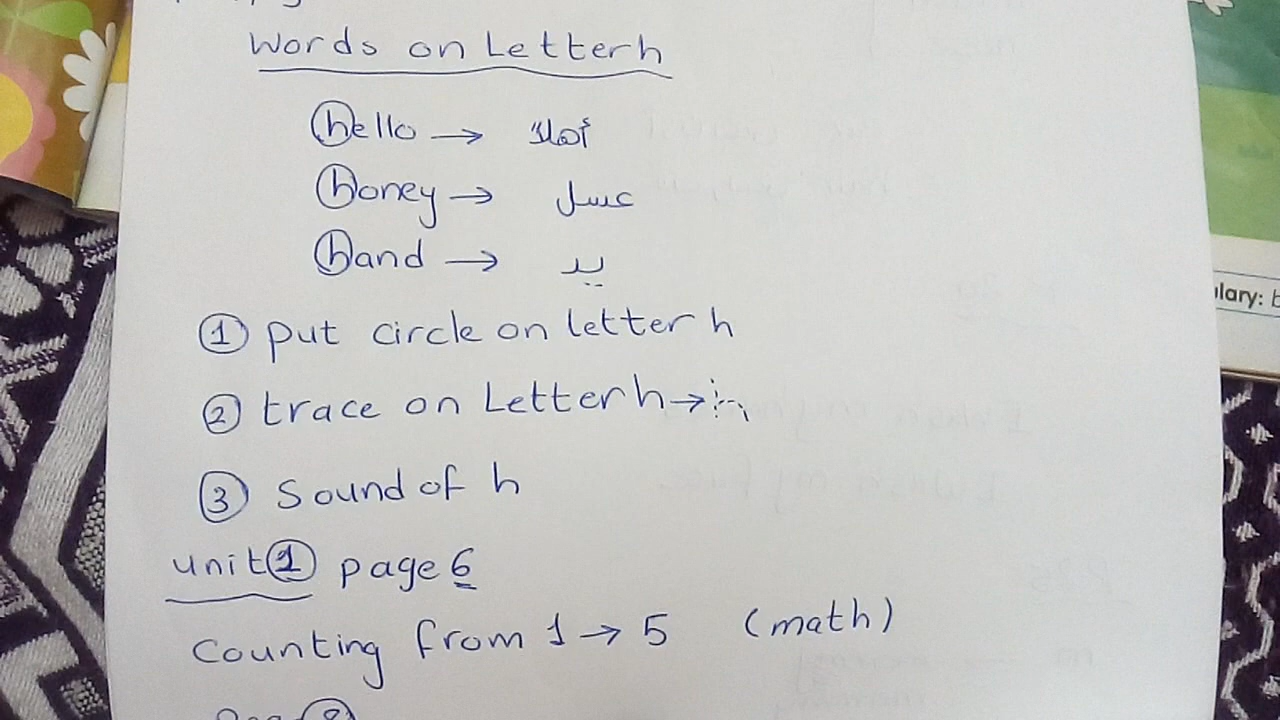 words on Letter h
hello → أهلاً
honey → عسل
hand → يد
① put circle on letter h
② trace on Letter h → h
③ Sound of h
unit ① page 6
Counting from 1 → 5 (math)
lary: b